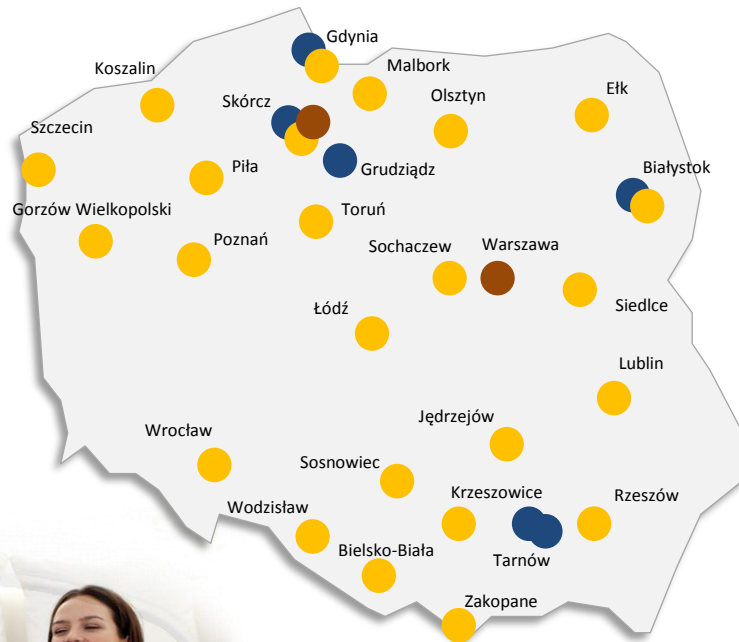 Gdynia
Koszalin
Malbork
Olsztyn
Ełk
Skórcz
Szczecin
Piła
Grudziądz
Białystok
Gorzów Wielkopolski
Toruń
Poznań
Sochaczew
Warszawa
Siedlce
Łódź
Lublin
Jędrzejów
Wrocław
Sosnowiec
Krzeszowice
Rzeszów
Wodzisław
Bielsko-Biała
Tarnów
Zakopane